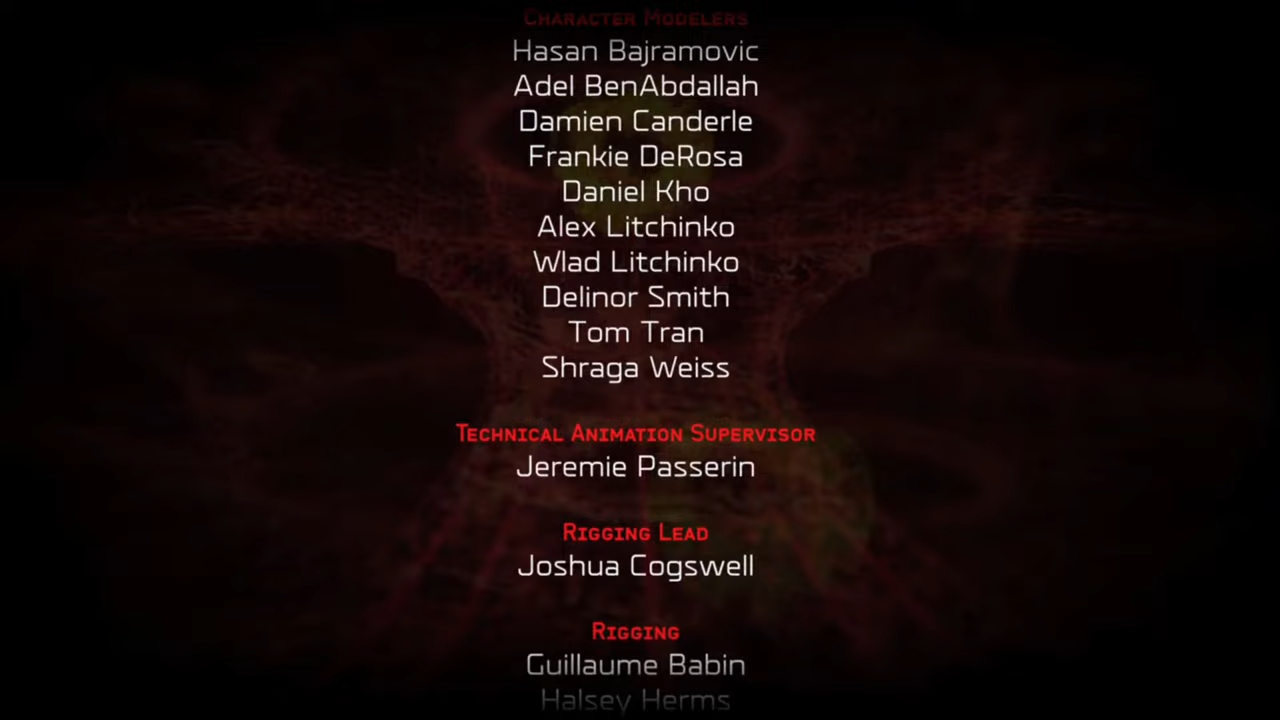 Character Modelers
Hasan Bajramovic
Adel BenAbdallah
Damien Canderle
Frankie DeRosa
Daniel Kho
Alex Litchinko
Wlad Litchinko
Delinor Smith
Tom Tran
Shraga Weiss
Technical Animation Supervisor
Jeremie Passerin
Rigging Lead
Joshua Cogswell
Rigging
Guillaume Babin
Halsey Herms